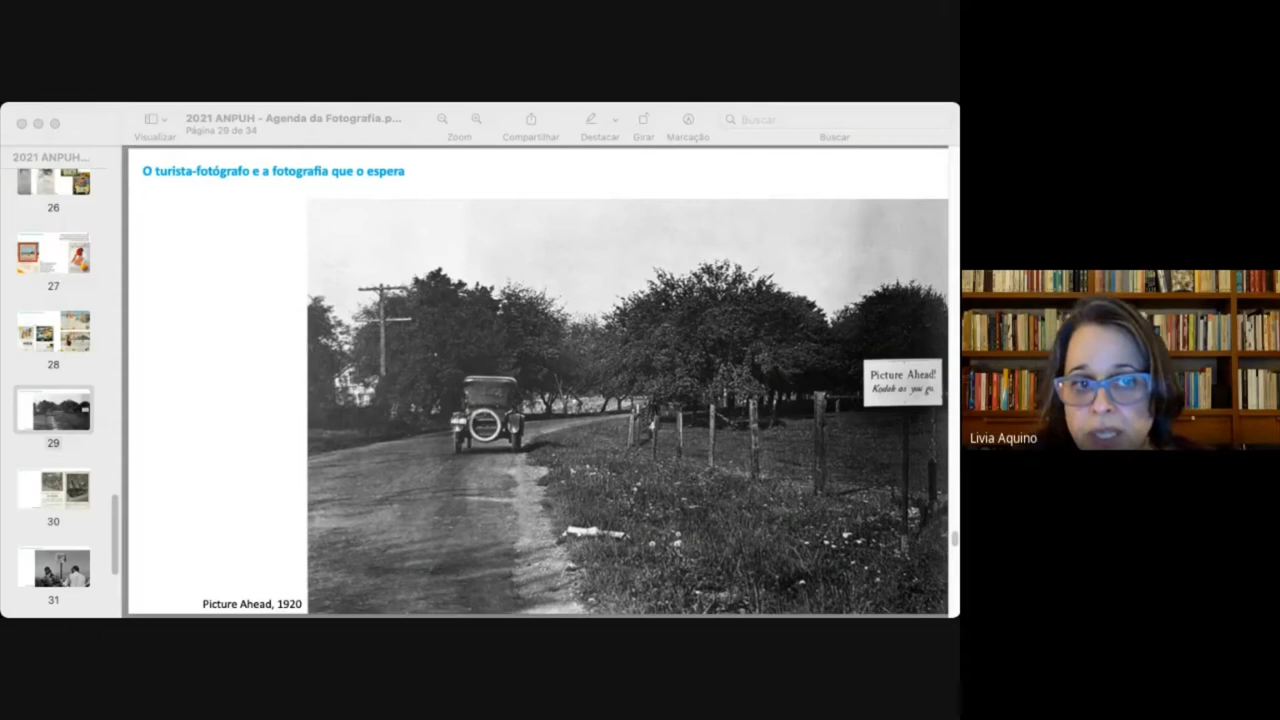 2021 ANPUH - Agenda da Fotografia.p...
Página 29 de 34
Visualizar
Zoom
Compartilhar
Destacar
Girar
Marcação
Buscar
Buscar
2021 ANPUH...
26
27
28
29
30
31
O turista-fotógrafo e a fotografia que o espera
Picture Ahead!
Kodak as you go.
Picture Ahead, 1920
Livia Aquino